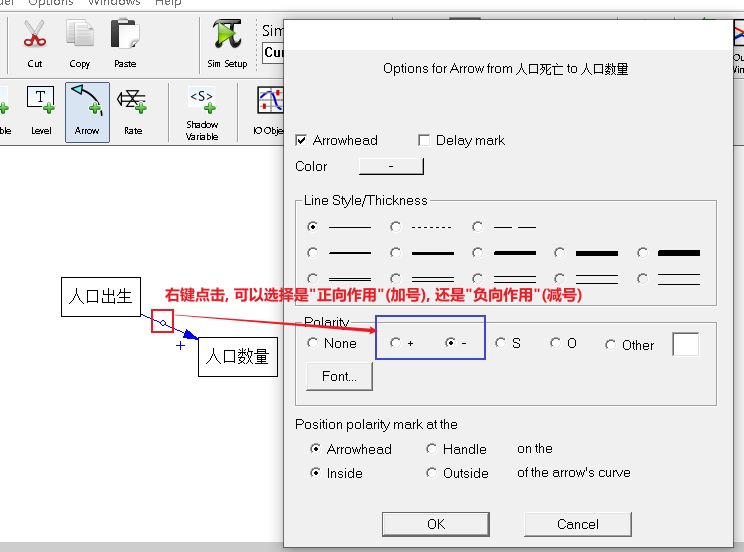 Options Windows Help
Cut
Copy
Paste
Sim Setup
Sim
Cur
Level
Arrow
Rate
<S>
Shadow
Variable
IO Obje
人口出生
+
人口数量
右键点击, 可以选择是"正向作用"(加号), 还是"负向作用"(减号)
Options for Arrow from 人口死亡 to 人口数量
Arrowhead
Delay mark
Color
-
Line Style/Thickness
Polarity
None
+
-
S
O
Other
Font...
Position polarity mark at the
Arrowhead
Handle
on the
Inside
Outside
of the arrow's curve
OK
Cancel